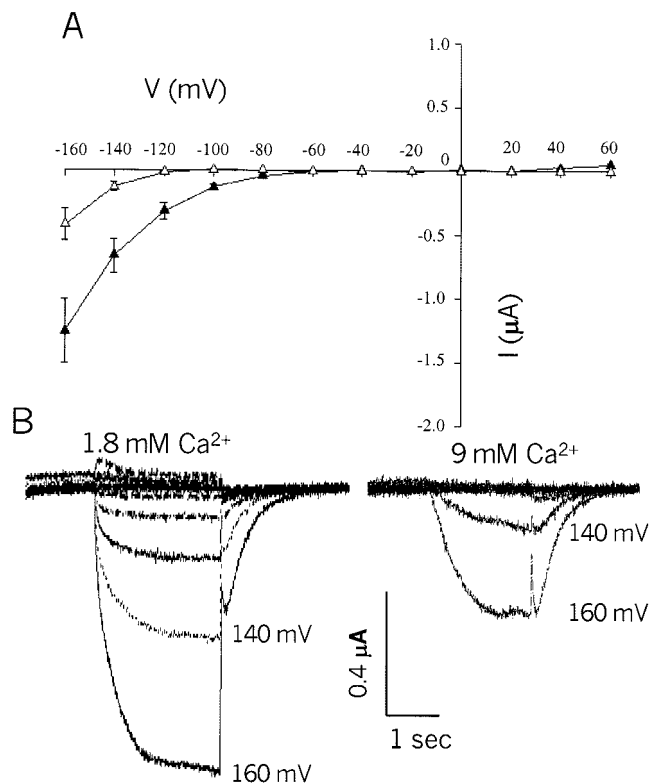 A
V (mV)
1.0
0.5
-160 -140 -120 -100 -80 -60 -40 -20 0 20 40 60
-0.5
-1.0
-1.5
-2.0
I (μA)
B
1.8 mM Ca²⁺
9 mM Ca²⁺
140 mV
160 mV
140 mV
160 mV
0.4 μA
1 sec